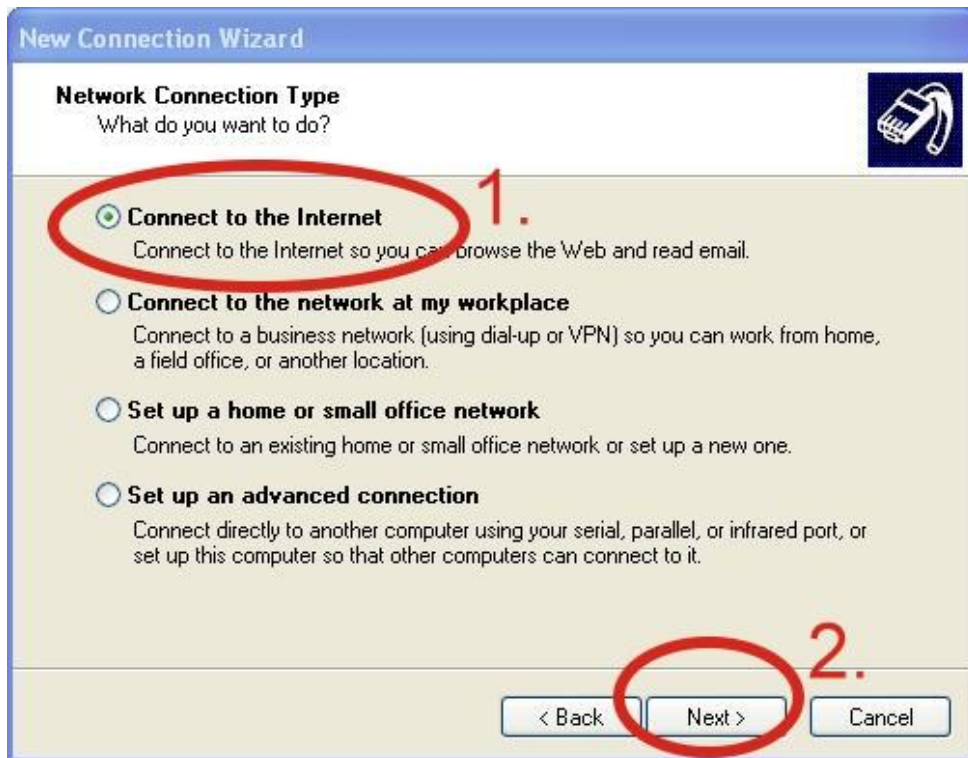 New Connection Wizard
Network Connection Type
What do you want to do?
1.
Connect to the Internet
Connect to the Internet so you can browse the Web and read email.
Connect to the network at my workplace
Connect to a business network (using dial-up or VPN) so you can work from home,
a field office, or another location.
Set up a home or small office network
Connect to an existing home or small office network or set up a new one.
Set up an advanced connection
Connect directly to another computer using your serial, parallel, or infrared port, or
set up this computer so that other computers can connect to it.
2.
< Back Next > Cancel